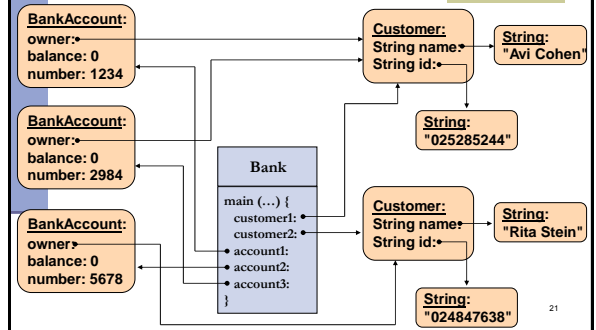 BankAccount:
owner:
balance: 0
number: 1234
BankAccount:
owner:
balance: 0
number: 2984
BankAccount:
owner:
balance: 0
number: 5678
Bank
main (…) {
customer1:
customer2:
account1:
account2:
account3:
}
Customer:
String name:
String id:
String:
"Avi Cohen"
String:
"025285244"
Customer:
String name:
String id:
String:
"Rita Stein"
String:
"024847638"
21